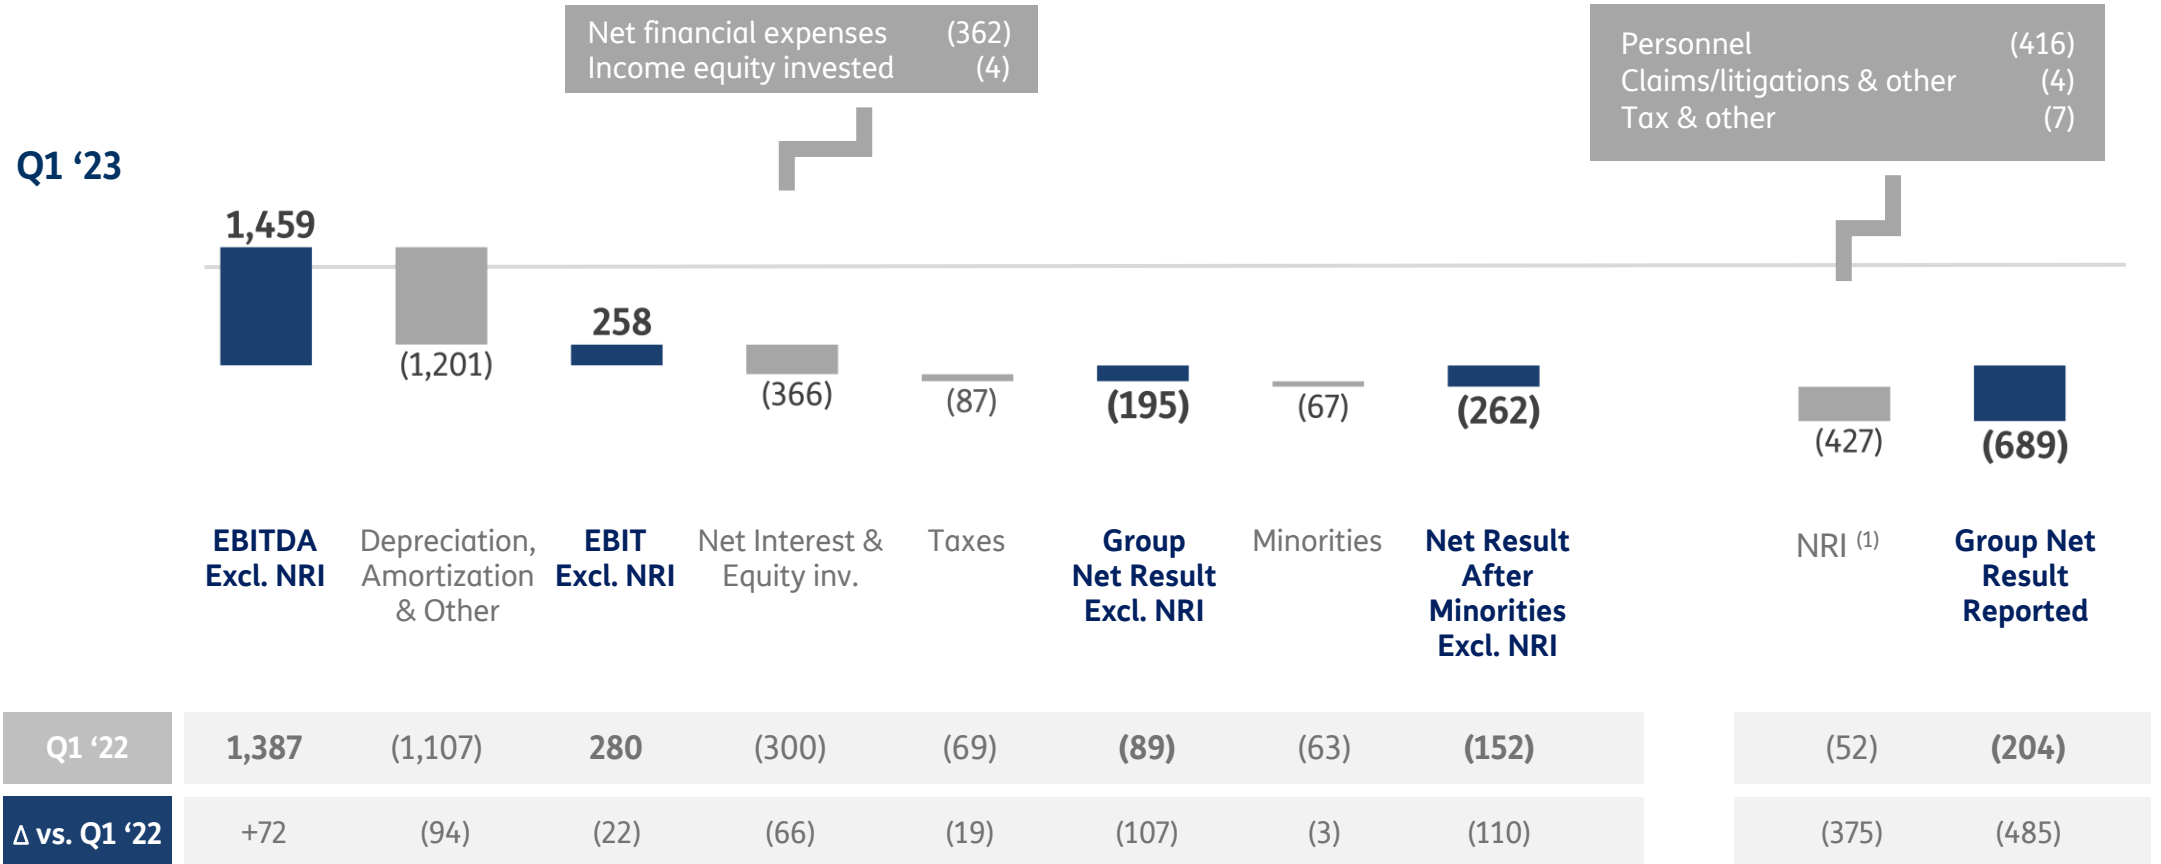 Net financial expenses (362)
Income equity invested (4)
Personnel (416)
Claims/litigations & other (4)
Tax & other (7)
Q1 ‘23
1,459
(1,201)
258
(366)
(87)
(195)
(67)
(262)
(427)
(689)
EBITDA
Excl. NRI
Depreciation,
Amortization
& Other
EBIT
Excl. NRI
Net Interest &
Equity inv.
Taxes
Group
Net Result
Excl. NRI
Minorities
Net Result
After
Minorities
Excl. NRI
NRI (1)
Group Net
Result
Reported
Q1 ‘22 1,387 (1,107) 280 (300) (69) (89) (63) (152) (52) (204)
Δ vs. Q1 ‘22 +72 (94) (22) (66) (19) (107) (3) (110) (375) (485)